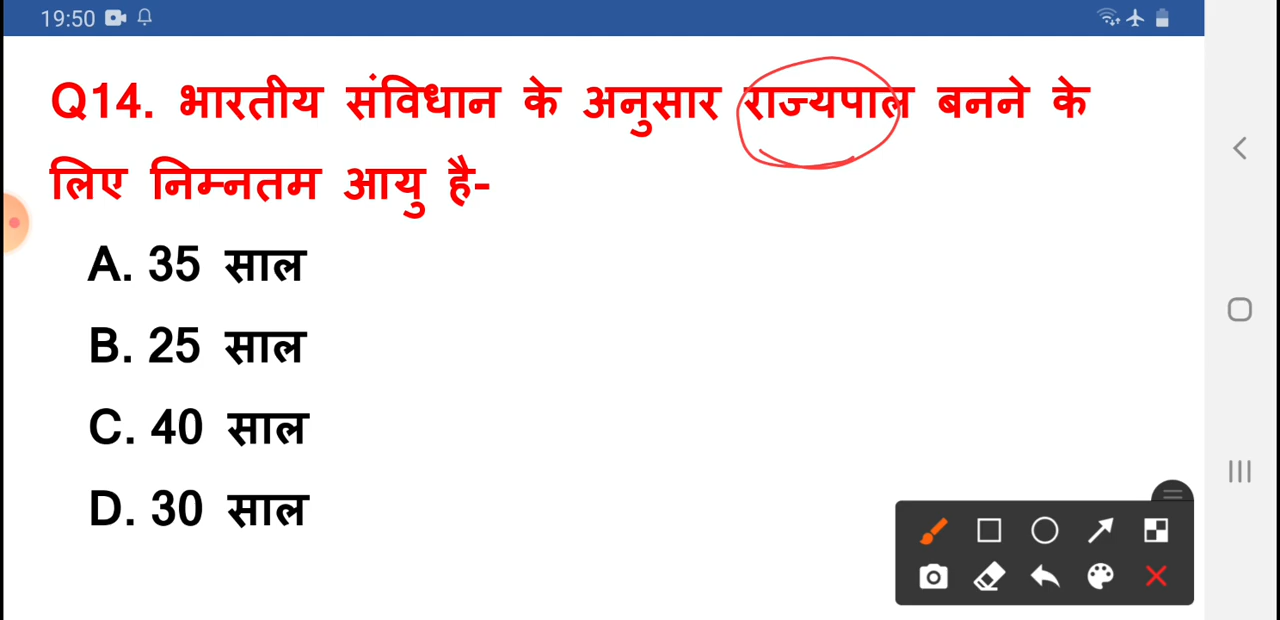 19:50
Q14. भारतीय संविधान के अनुसार राज्यपाल बनने के
लिए निम्नतम आयु है-
A. 35 साल
B. 25 साल
C. 40 साल
D. 30 साल